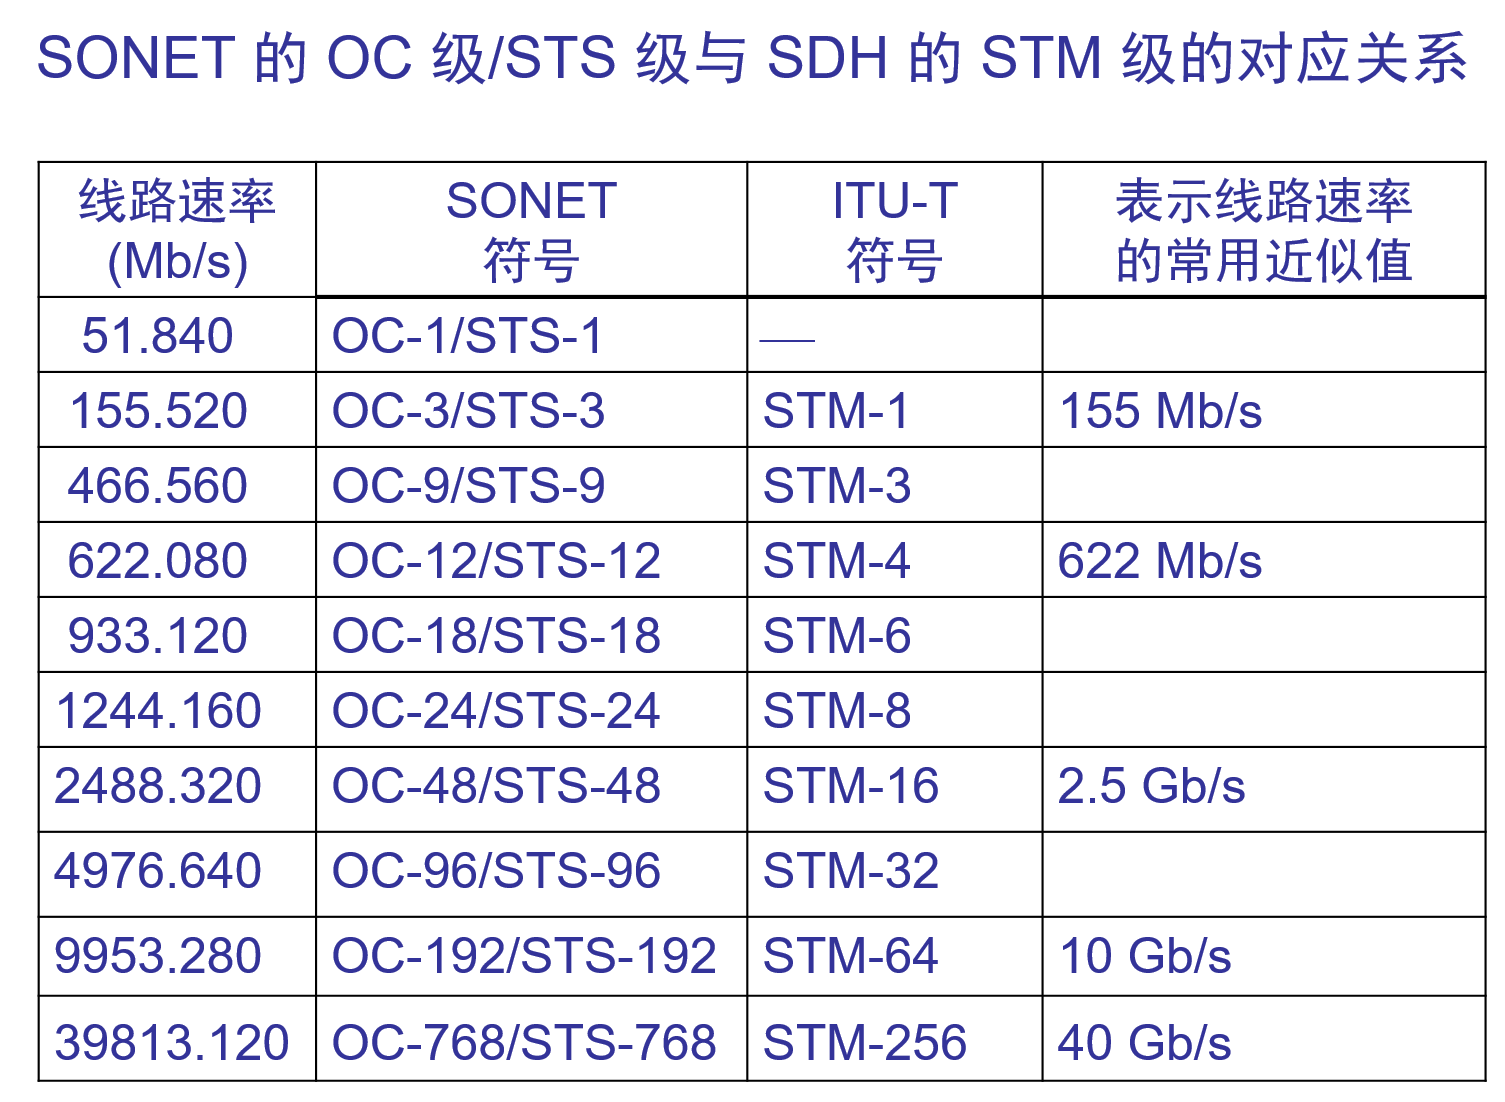 SONET 的 OC 级/STS 级与 SDH 的 STM 级的对应关系
线路速率 (Mb/s) SONET 符号 ITU-T 符号 表示线路速率 的常用近似值
51.840 OC-1/STS-1 —
155.520 OC-3/STS-3 STM-1 155 Mb/s
466.560 OC-9/STS-9 STM-3
622.080 OC-12/STS-12 STM-4 622 Mb/s
933.120 OC-18/STS-18 STM-6
1244.160 OC-24/STS-24 STM-8
2488.320 OC-48/STS-48 STM-16 2.5 Gb/s
4976.640 OC-96/STS-96 STM-32
9953.280 OC-192/STS-192 STM-64 10 Gb/s
39813.120 OC-768/STS-768 STM-256 40 Gb/s